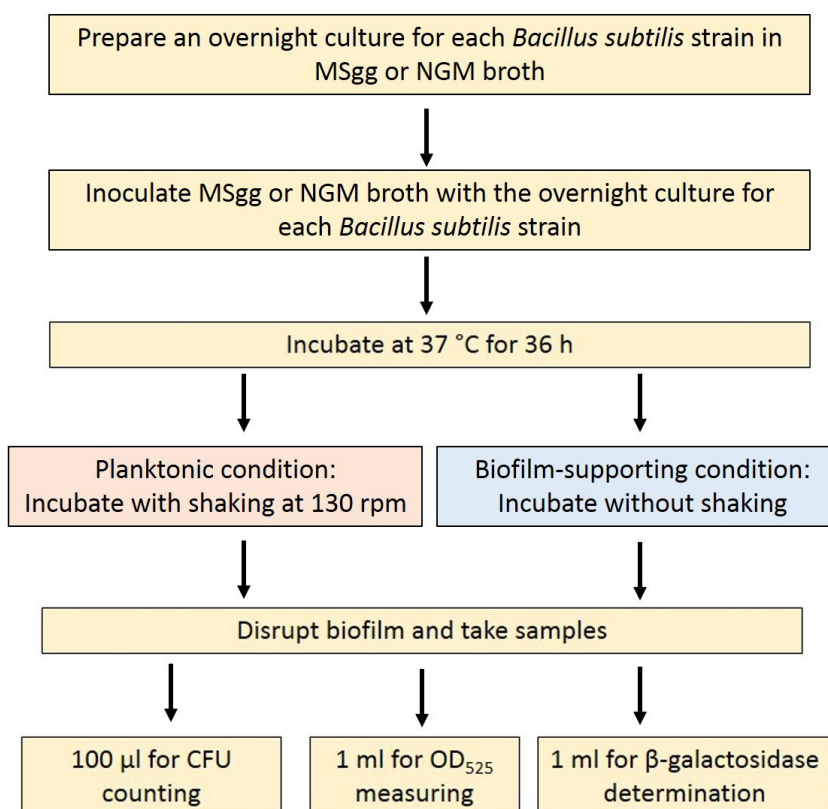 Prepare an overnight culture for each Bacillus subtilis strain in
MSgg or NGM broth
Inoculate MSgg or NGM broth with the overnight culture for
each Bacillus subtilis strain
Incubate at 37 °C for 36 h
Planktonic condition:
Incubate with shaking at 130 rpm
Biofilm-supporting condition:
Incubate without shaking
Disrupt biofilm and take samples
100 µl for CFU
counting
1 ml for OD₅₂₅
measuring
1 ml for β-galactosidase
determination